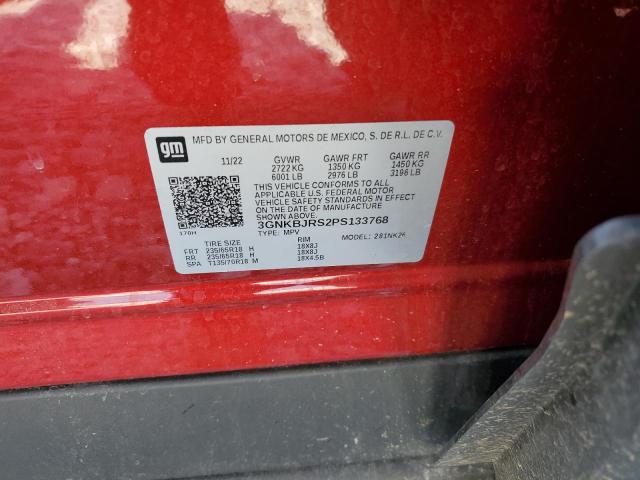 gm
MFD BY GENERAL MOTORS DE MEXICO, S. DE R.L. DE C.V.
11/22 GVWR GAWR FRT GAWR RR
2722 KG 1350 KG 1450 KG
6001 LB 2976 LB 3196 LB
THIS VEHICLE CONFORMS TO ALL
APPLICABLE U.S. FEDERAL MOTOR
VEHICLE SAFETY STANDARDS IN EFFECT
ON THE DATE OF MANUFACTURE SHOWN ABOVE.
3GNKBJRS2PS133768
170H TYPE: MPV MODEL: 281NK26
TIRE SIZE RIM
FRT 235/65R18 H 18X8J
RR 235/65R18 H 18X8J
SPA T135/70R18 M 18X4.5B